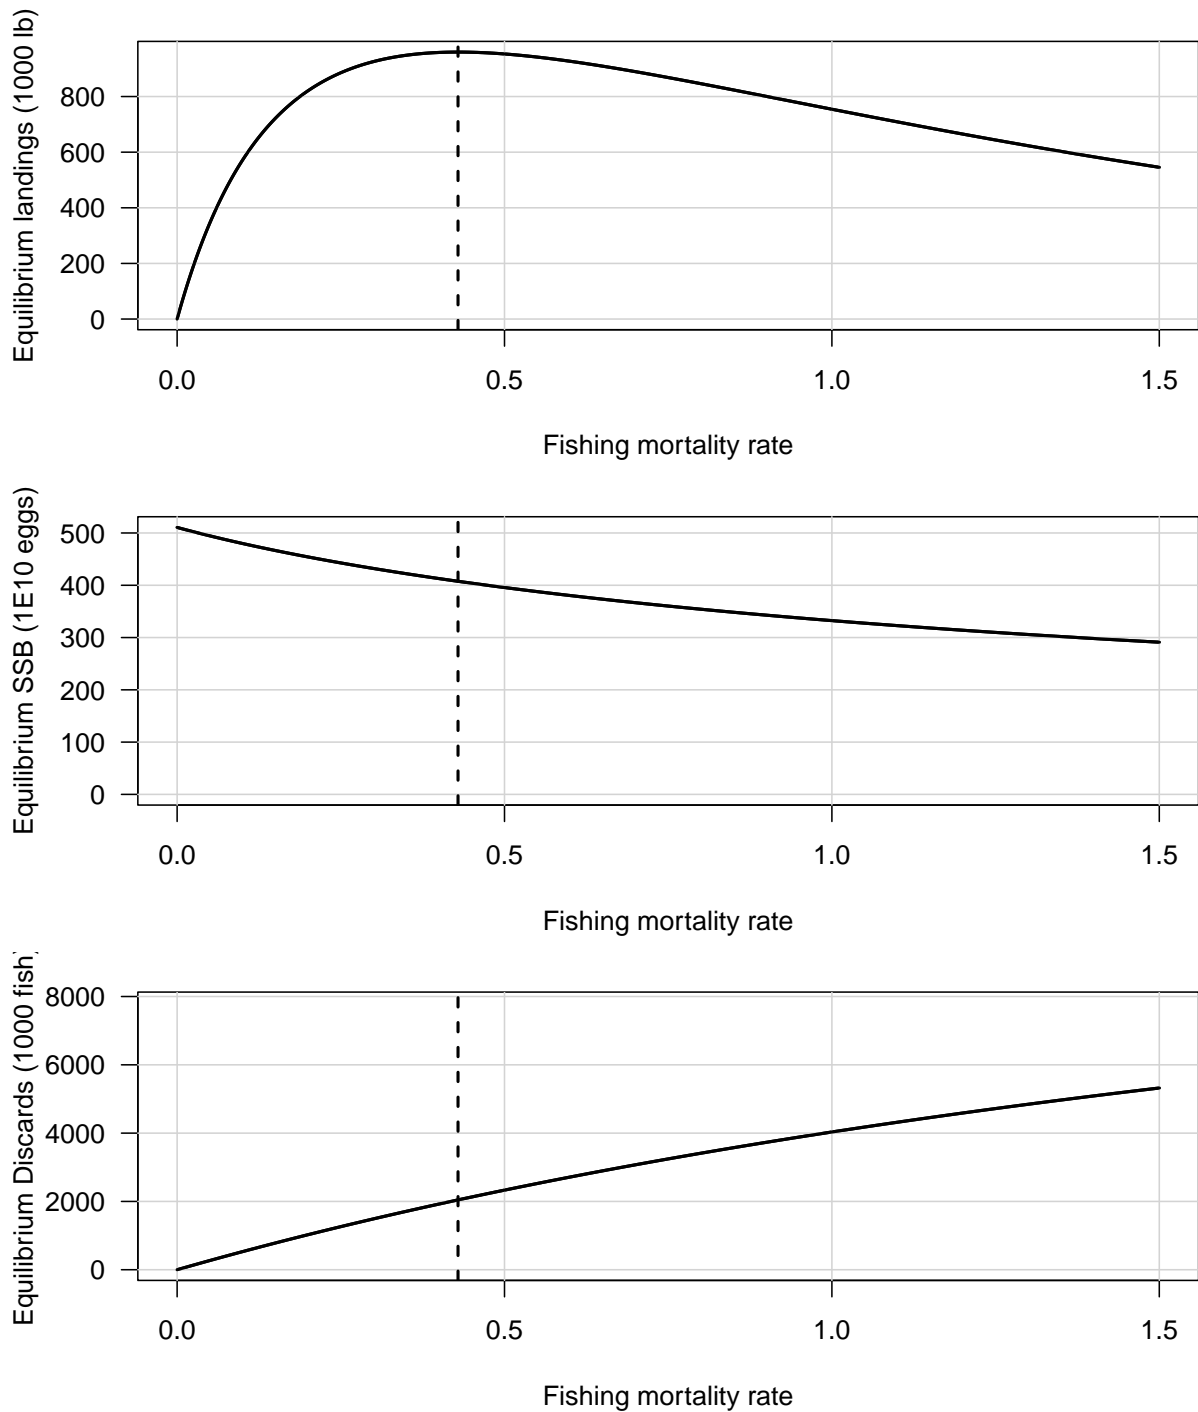 Equilibrium landings (1000 lb)
800
600
400
200
0
0.0 0.5 1.0 1.5
Fishing mortality rate
Equilibrium SSB (1E10 eggs)
500
400
300
200
100
0
0.0 0.5 1.0 1.5
Fishing mortality rate
Equilibrium Discards (1000 fish)
8000
6000
4000
2000
0
0.0 0.5 1.0 1.5
Fishing mortality rate